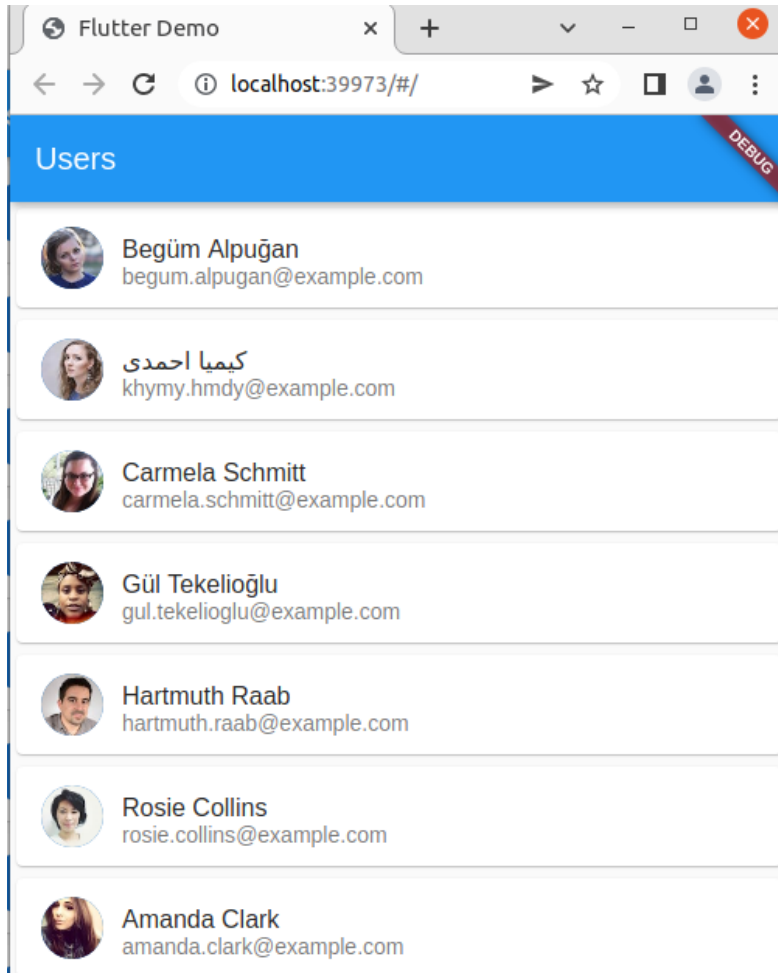 Flutter Demo
localhost:39973/#/
Users
DEBUG
Begüm Alpuğan
begum.alpugan@example.com
کیمیا احمدی
khymy.hmdy@example.com
Carmela Schmitt
carmela.schmitt@example.com
Gül Tekelioğlu
gul.tekelioglu@example.com
Hartmuth Raab
hartmuth.raab@example.com
Rosie Collins
rosie.collins@example.com
Amanda Clark
amanda.clark@example.com